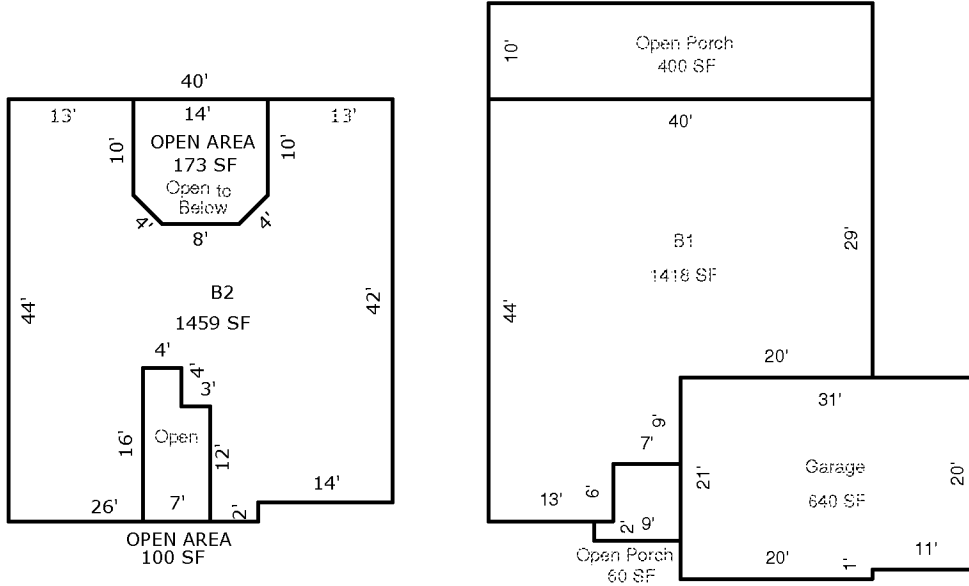 40'
13'
14'
13'
10'
OPEN AREA
173 SF
10'
Open to
Below
4'
8'
4'
44'
B2
1459 SF
42'
4'
4'
3'
16'
Open
12'
26'
7'
2'
14'
OPEN AREA
100 SF
10'
Open Porch
400 SF
40'
B1
1418 SF
29'
44'
20'
31'
9'
7'
21'
Garage
640 SF
20'
13'
6'
2'
9'
Open Porch
60 SF
20'
1'
11'